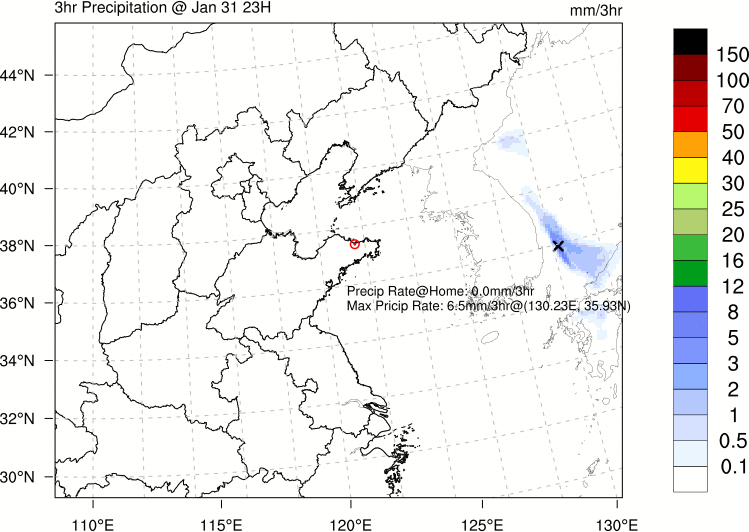 3hr Precipitation @ Jan 31 23H
mm/3hr
44°N
42°N
40°N
38°N
36°N
34°N
32°N
30°N
Precip Rate@Home: 0.0mm/3hr
Max Pricip Rate: 6.5mm/3hr@(130.23E, 35.93N)
110°E
115°E
120°E
125°E
130°E
150
100
70
50
40
30
25
20
16
12
8
5
3
2
1
0.5
0.1